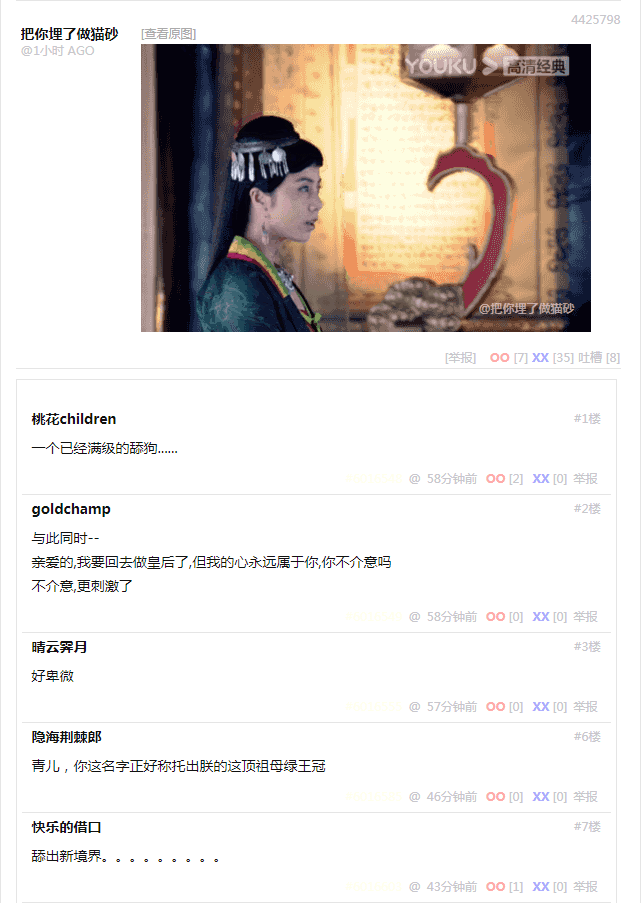 4425798
把你埋了做猫砂
[查看原图]
@1小时 AGO
YOUKU 高清经典
@把你埋了做猫砂
[举报] OO [7] XX [35] 吐槽 [8]
桃花children #1楼
一个已经满级的舔狗......
@ 58分钟前 OO [2] XX [0] 举报
goldchamp #2楼
与此同时--
亲爱的,我要回去做皇后了,但我的心永远属于你,你不介意吗
不介意,更刺激了
@ 58分钟前 OO [0] XX [0] 举报
晴云霁月 #3楼
好卑微
@ 57分钟前 OO [0] XX [0] 举报
隐海荆棘郎 #6楼
青儿，你这名字正好称托出朕的这顶祖母绿王冠
@ 46分钟前 OO [0] XX [0] 举报
快乐的借口 #7楼
舔出新境界。。。。。。。。。
@ 43分钟前 OO [1] XX [0] 举报